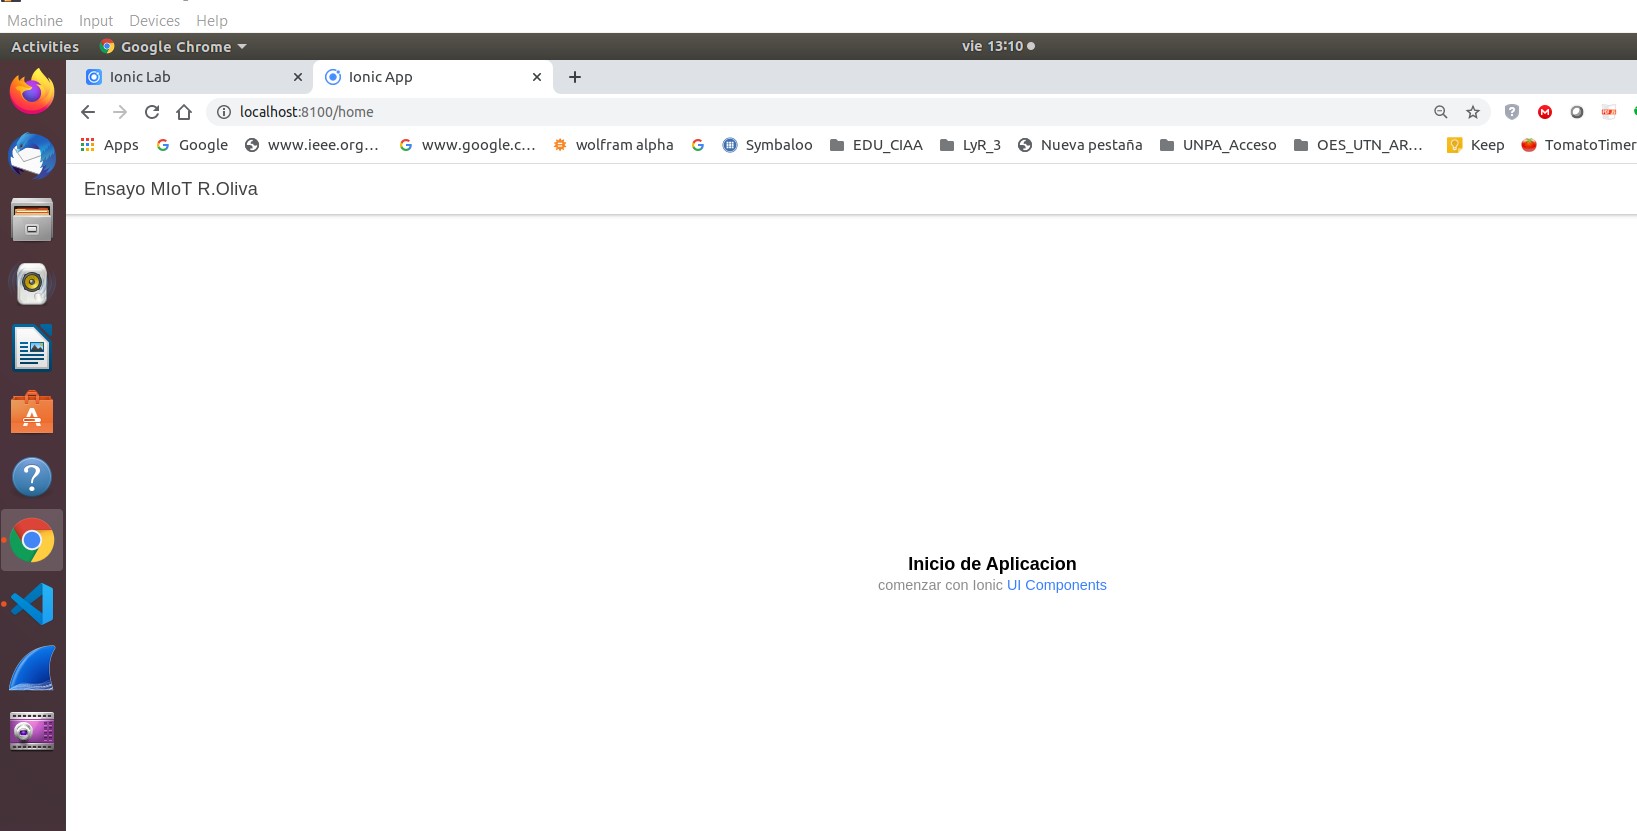 Machine Input Devices Help
Activities Google Chrome vie 13:10
Ionic Lab Ionic App
localhost:8100/home
Apps Google www.ieee.org... www.google.c... wolfram alpha Symbaloo EDU_CIAA LyR_3 Nueva pestaña UNPA_Acceso OES_UTN_AR... Keep TomatoTimer
Ensayo MIoT R.Oliva
Inicio de Aplicacion
comenzar con Ionic UI Components